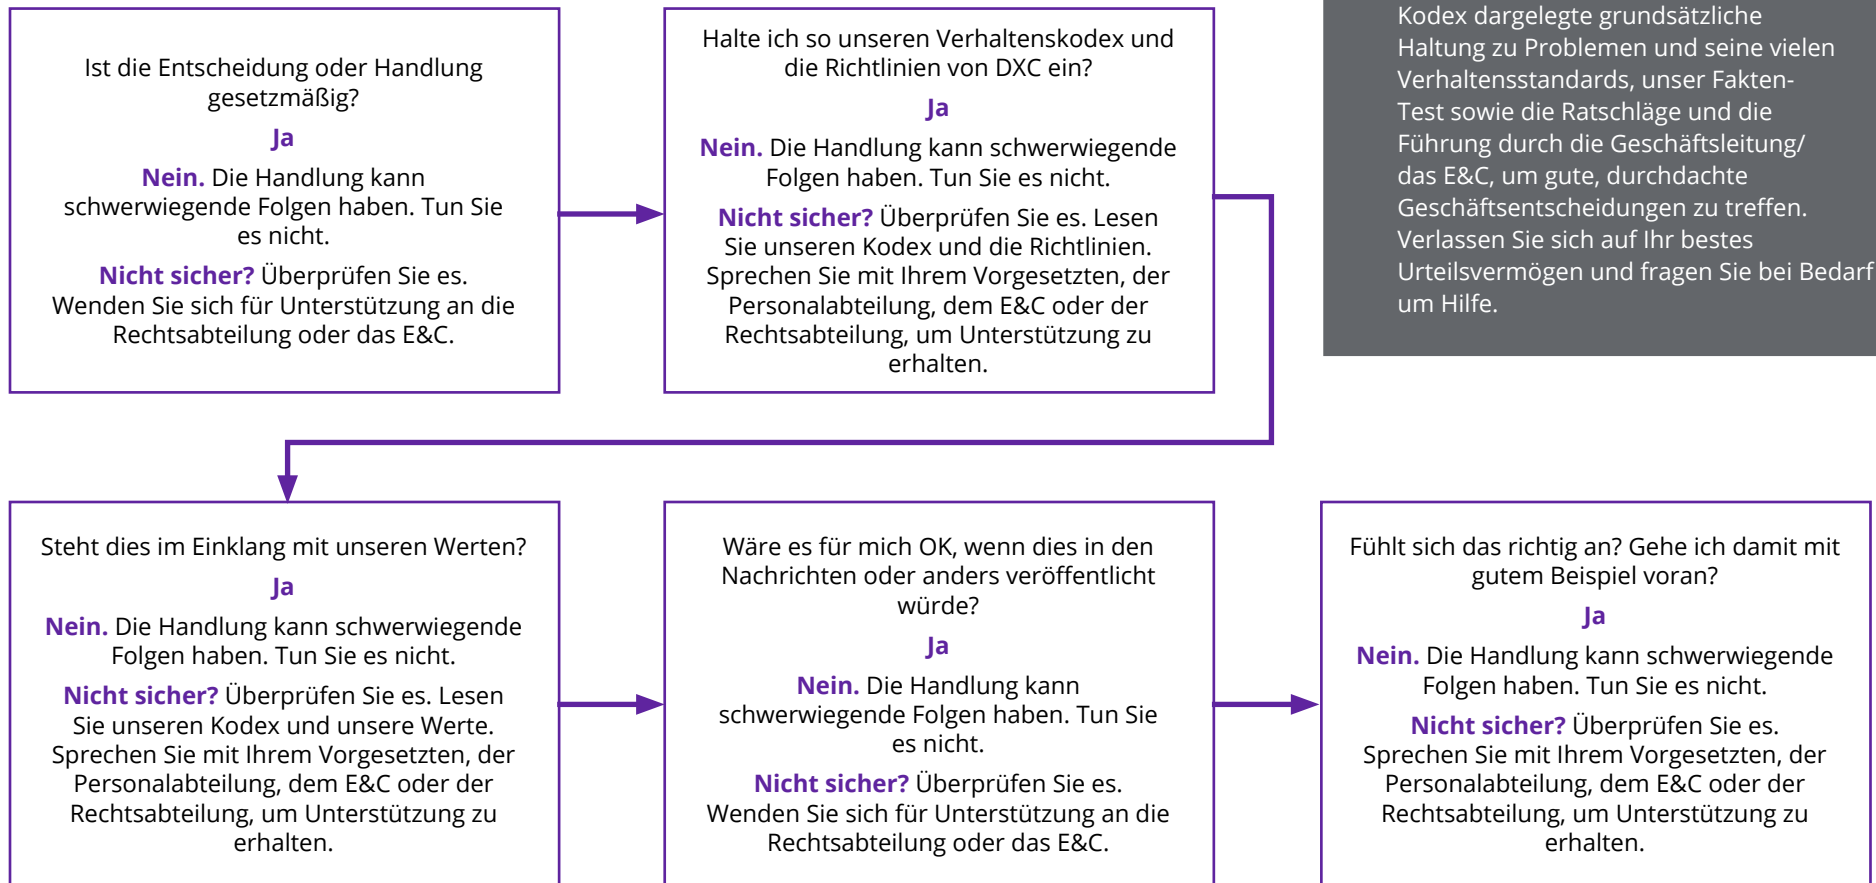 Ist die Entscheidung oder Handlung
gesetzmäßig?
Ja
Nein. Die Handlung kann
schwerwiegende Folgen haben. Tun Sie
es nicht.
Nicht sicher? Überprüfen Sie es.
Wenden Sie sich für Unterstützung an die
Rechtsabteilung oder das E&C.
Halte ich so unseren Verhaltenskodex und
die Richtlinien von DXC ein?
Ja
Nein. Die Handlung kann schwerwiegende
Folgen haben. Tun Sie es nicht.
Nicht sicher? Überprüfen Sie es. Lesen
Sie unseren Kodex und die Richtlinien.
Sprechen Sie mit Ihrem Vorgesetzten, der
Personalabteilung, dem E&C oder der
Rechtsabteilung, um Unterstützung zu
erhalten.
Kodex dargelegte grundsätzliche
Haltung zu Problemen und seine vielen
Verhaltensstandards, unser Fakten-
Test sowie die Ratschläge und die
Führung durch die Geschäftsleitung/
das E&C, um gute, durchdachte
Geschäftsentscheidungen zu treffen.
Verlassen Sie sich auf Ihr bestes
Urteilsvermögen und fragen Sie bei Bedarf
um Hilfe.
Steht dies im Einklang mit unseren Werten?
Ja
Nein. Die Handlung kann schwerwiegende
Folgen haben. Tun Sie es nicht.
Nicht sicher? Überprüfen Sie es. Lesen
Sie unseren Kodex und unsere Werte.
Sprechen Sie mit Ihrem Vorgesetzten, der
Personalabteilung, dem E&C oder der
Rechtsabteilung, um Unterstützung zu
erhalten.
Wäre es für mich OK, wenn dies in den
Nachrichten oder anders veröffentlicht
würde?
Ja
Nein. Die Handlung kann
schwerwiegende Folgen haben. Tun Sie
es nicht.
Nicht sicher? Überprüfen Sie es.
Wenden Sie sich für Unterstützung an die
Rechtsabteilung oder das E&C.
Fühlt sich das richtig an? Gehe ich damit mit
gutem Beispiel voran?
Ja
Nein. Die Handlung kann schwerwiegende
Folgen haben. Tun Sie es nicht.
Nicht sicher? Überprüfen Sie es.
Sprechen Sie mit Ihrem Vorgesetzten, der
Personalabteilung, dem E&C oder der
Rechtsabteilung, um Unterstützung zu
erhalten.